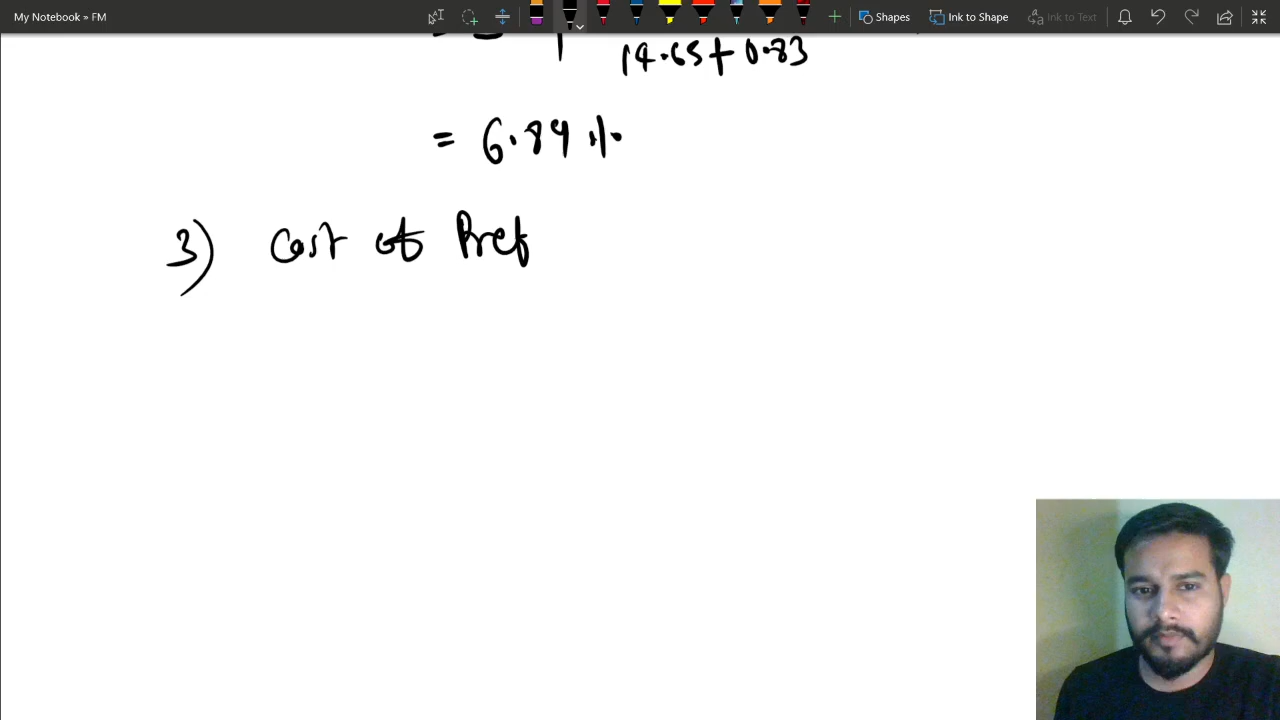 My Notebook » FM
Shapes
Ink to Shape
Ink to Text
14.65 + 0.83
= 6.84 %
3) Cost of Pref